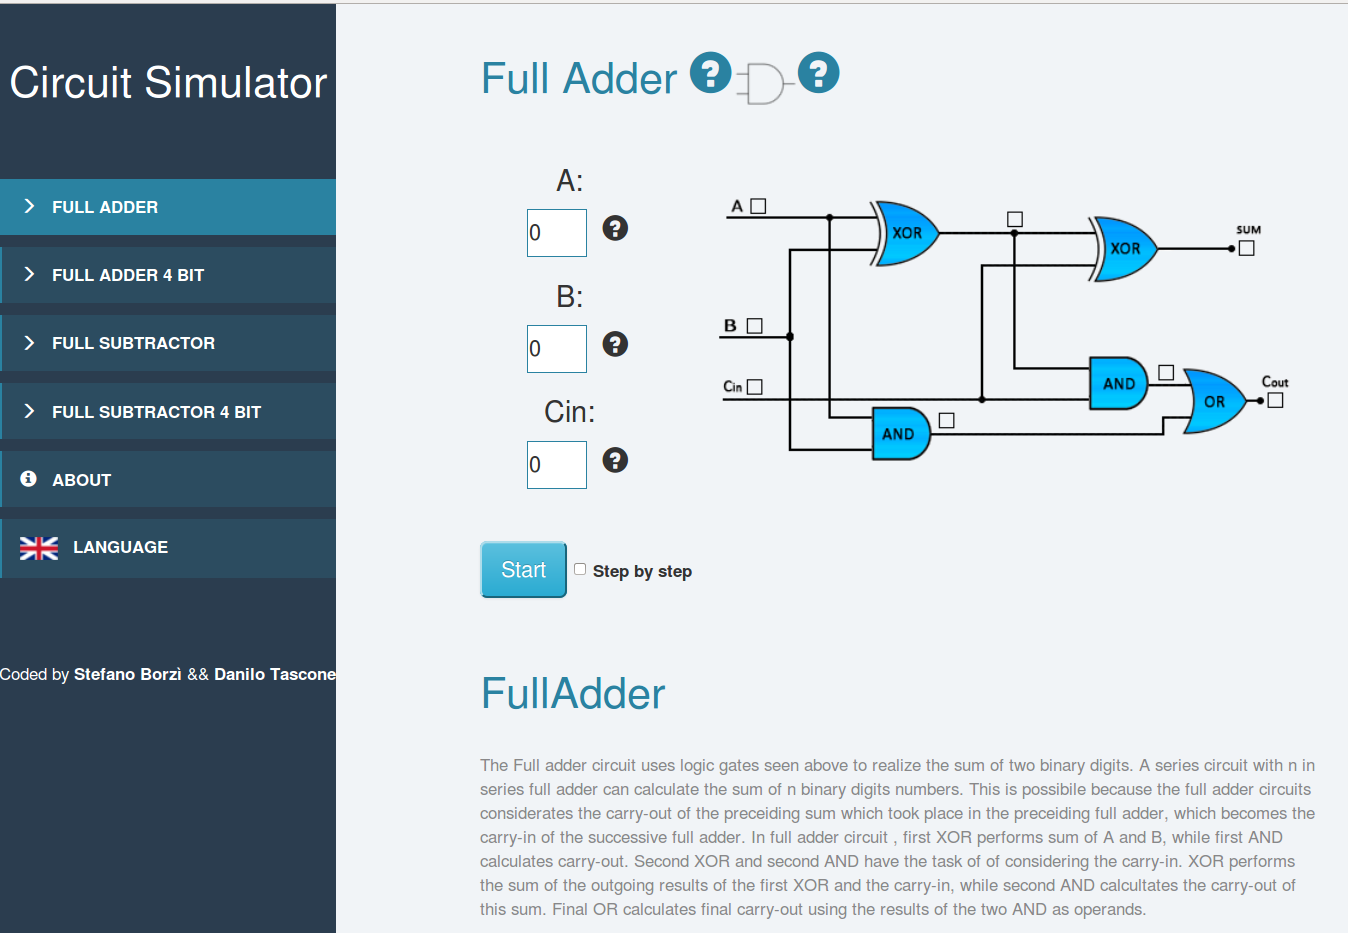 Circuit Simulator
FULL ADDER
FULL ADDER 4 BIT
FULL SUBTRACTOR
FULL SUBTRACTOR 4 BIT
ABOUT
LANGUAGE
Coded by Stefano Borzì && Danilo Tascone
Full Adder ? ?
A:
0 ?
B:
0 ?
Cin:
0 ?
A
XOR
XOR
SUM
B
Cin
AND
Cout
OR
AND
Start Step by step
FullAdder
The Full adder circuit uses logic gates seen above to realize the sum of two binary digits. A series circuit with n in
series full adder can calculate the sum of n binary digits numbers. This is possibile because the full adder circuits
considerates the carry-out of the preceiding sum which took place in the preceiding full adder, which becomes the
carry-in of the successive full adder. In full adder circuit , first XOR performs sum of A and B, while first AND
calculates carry-out. Second XOR and second AND have the task of of considering the carry-in. XOR performs
the sum of the outgoing results of the first XOR and the carry-in, while second AND calcultates the carry-out of
this sum. Final OR calculates final carry-out using the results of the two AND as operands.